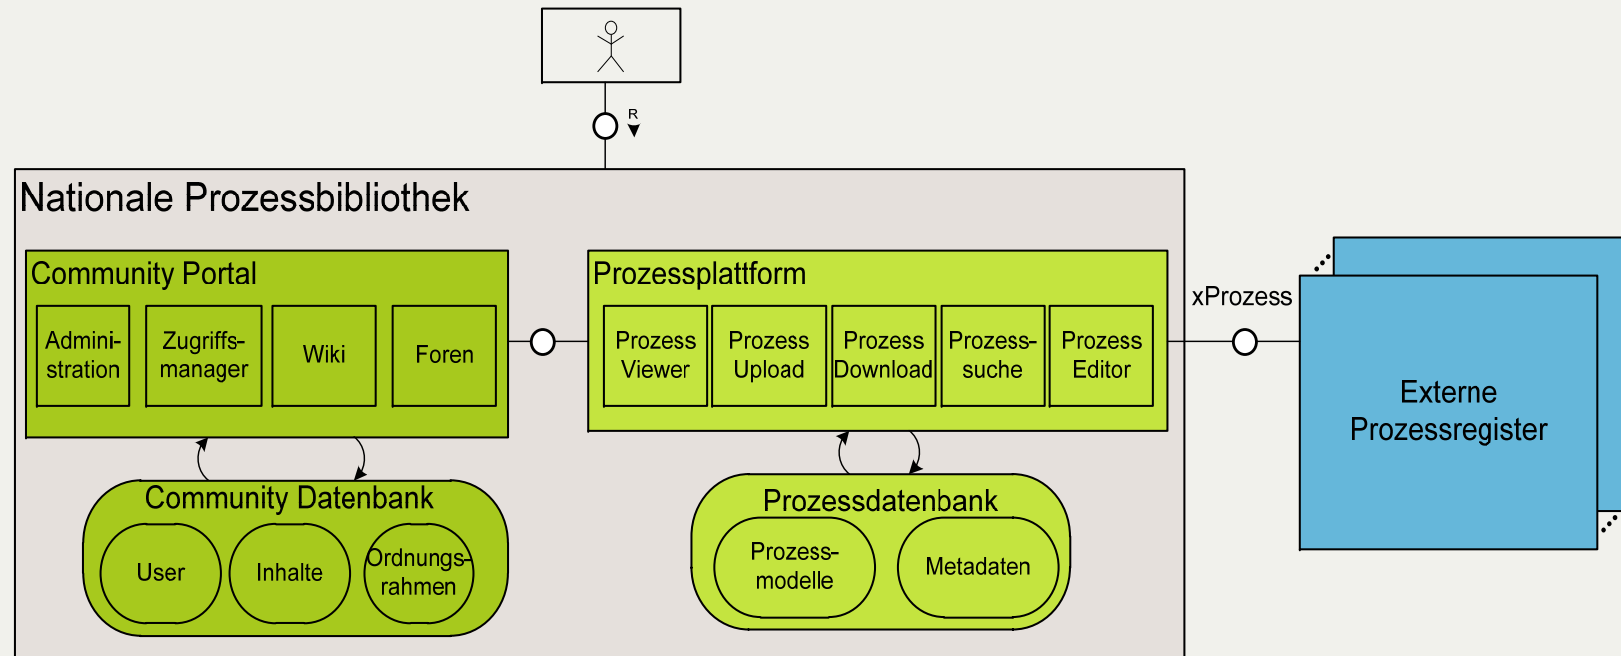 R
Nationale Prozessbibliothek
Community Portal
Admini-
stration
Zugriffs-
manager
Wiki
Foren
Prozessplattform
Prozess
Viewer
Prozess
Upload
Prozess
Download
Prozess-
suche
Prozess
Editor
xProzess
Externe
Prozessregister
Community Datenbank
User
Inhalte
Ordnungs-
rahmen
Prozessdatenbank
Prozess-
modelle
Metadaten